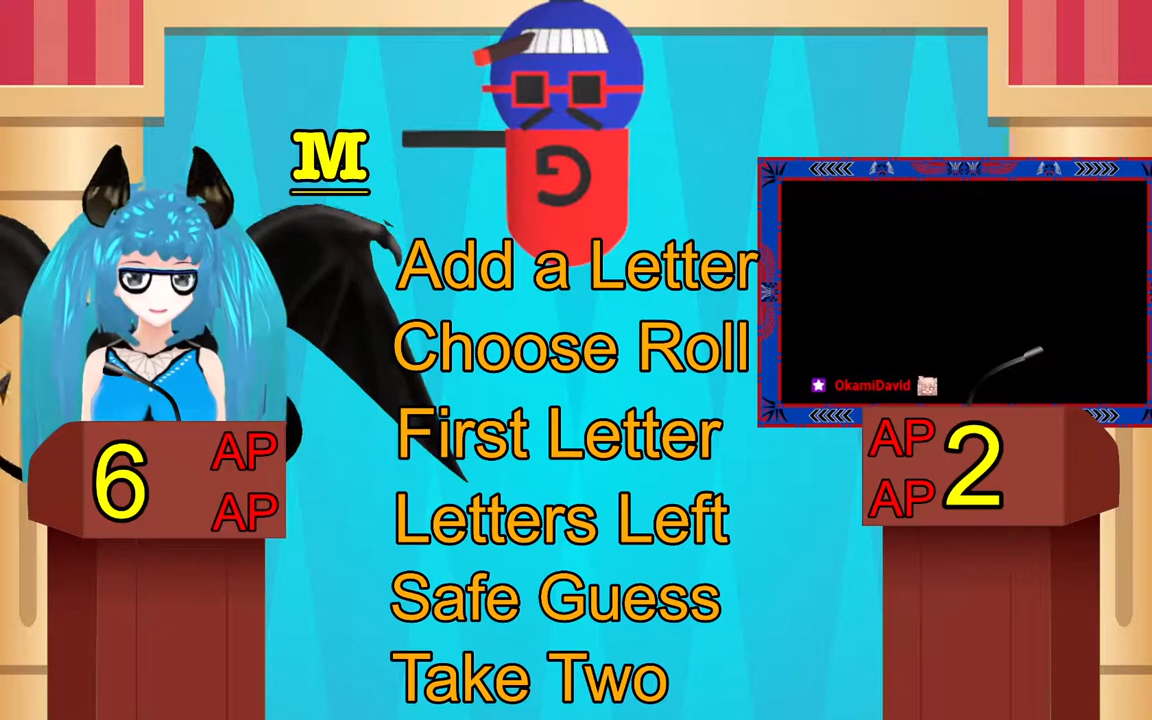 M
G
Add a Letter
Choose Roll
First Letter
Letters Left
Safe Guess
Take Two
OkamiDavid
6 AP
AP
AP 2
AP